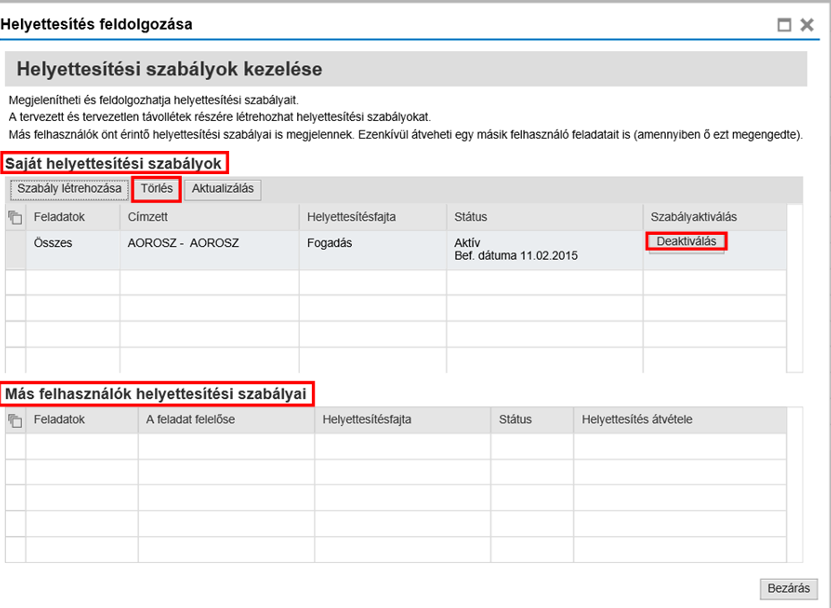 Helyettesítés feldolgozása
Helyettesítési szabályok kezelése
Megjelenítheti és feldolgozhatja helyettesítési szabályait.
A tervezett és tervezetlen távollétek részére létrehozhat helyettesítési szabályokat.
Más felhasználók önt érintő helyettesítési szabályai is megjelennek. Ezenkívül átveheti egy másik felhasználó feladatait is (amennyiben ő ezt megengedte).
Saját helyettesítési szabályok
Szabály létrehozása Törlés Aktualizálás
Feladatok Címzett Helyettesítésfajta Státus Szabályaktiválás
Összes AOROSZ - AOROSZ Fogadás Aktív Deaktiválás
Bef. dátuma 11.02.2015
Más felhasználók helyettesítési szabályai
Feladatok A feladat felelőse Helyettesítésfajta Státus Helyettesítés átvétele
Bezárás